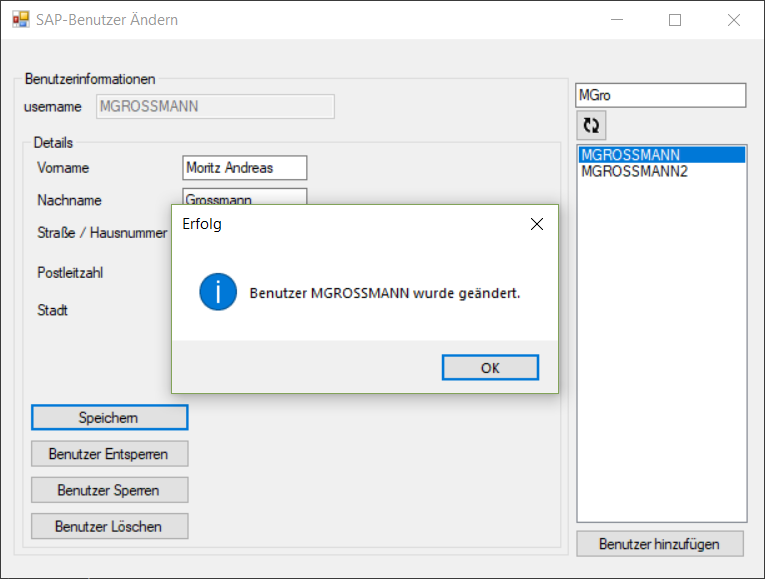 SAP-Benutzer Ändern
Benutzerinformationen
username
MGROSSMANN
Details
Vorname
Moritz Andreas
Nachname
Grossmann
Straße / Hausnummer
Postleitzahl
Stadt
Speichern
Benutzer Entsperren
Benutzer Sperren
Benutzer Löschen
Erfolg
Benutzer MGROSSMANN wurde geändert.
OK
MGro
MGROSSMANN
MGROSSMANN2
Benutzer hinzufügen